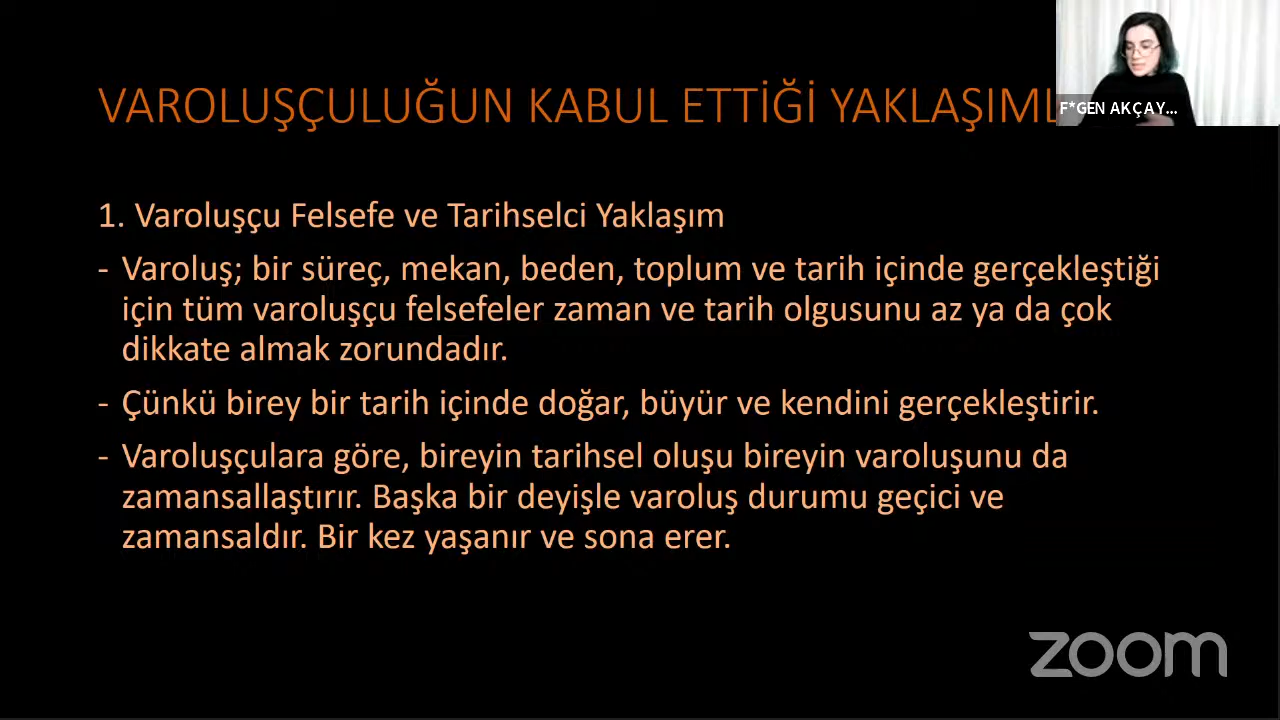 VAROLUŞÇULUĞUN KABUL ETTİĞİ
F*GEN AKÇAY...
1. Varoluşçu Felsefe ve Tarihselci Yaklaşım
- Varoluş; bir süreç, mekan, beden, toplum ve tarih içinde gerçekleştiği
için tüm varoluşçu felsefeler zaman ve tarih olgusunu az ya da çok
dikkate almak zorundadır.
- Çünkü birey bir tarih içinde doğar, büyür ve kendini gerçekleştirir.
- Varoluşçulara göre, bireyin tarihsel oluşu bireyin varoluşunu da
zamansallaştırır. Başka bir deyişle varoluş durumu geçici ve
zamansaldır. Bir kez yaşanır ve sona erer.
zoom